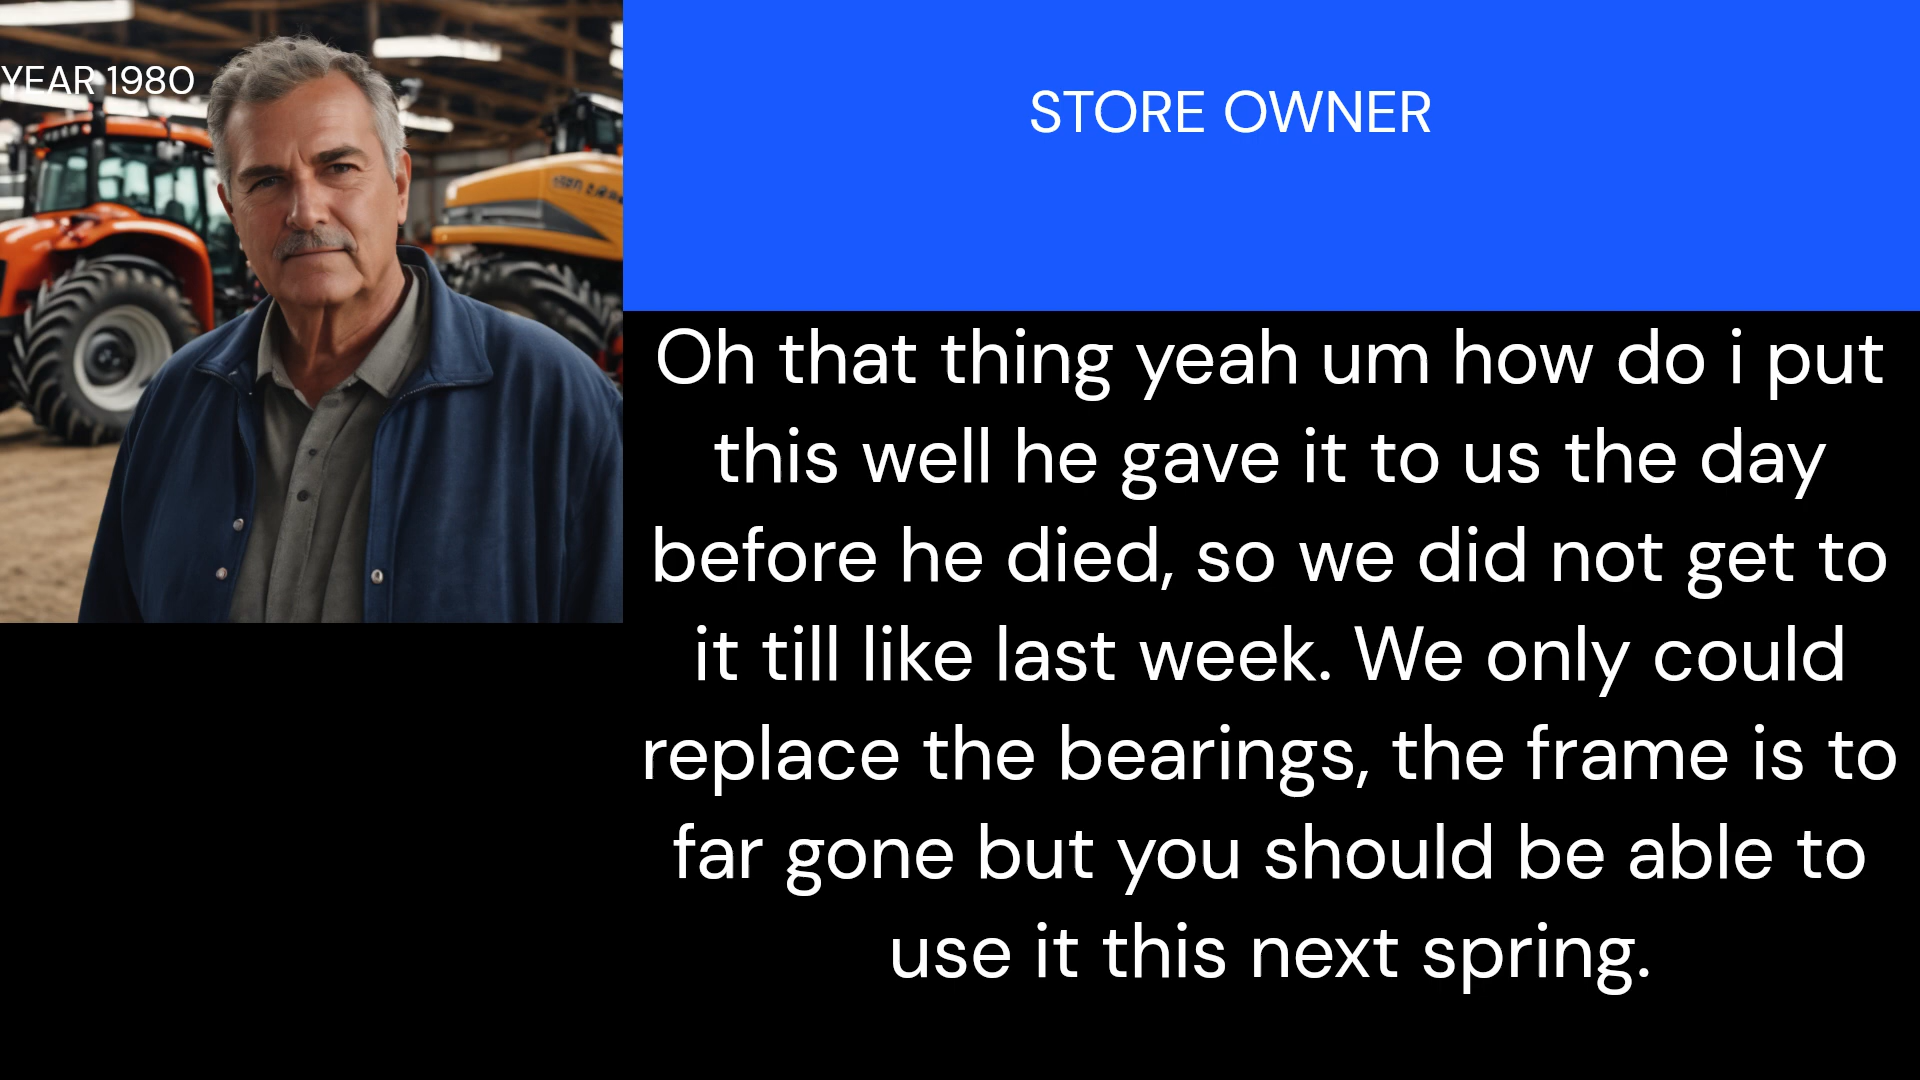 YEAR 1980
STORE OWNER
Oh that thing yeah um how do i put
this well he gave it to us the day
before he died, so we did not get to
it till like last week. We only could
replace the bearings, the frame is to
far gone but you should be able to
use it this next spring.